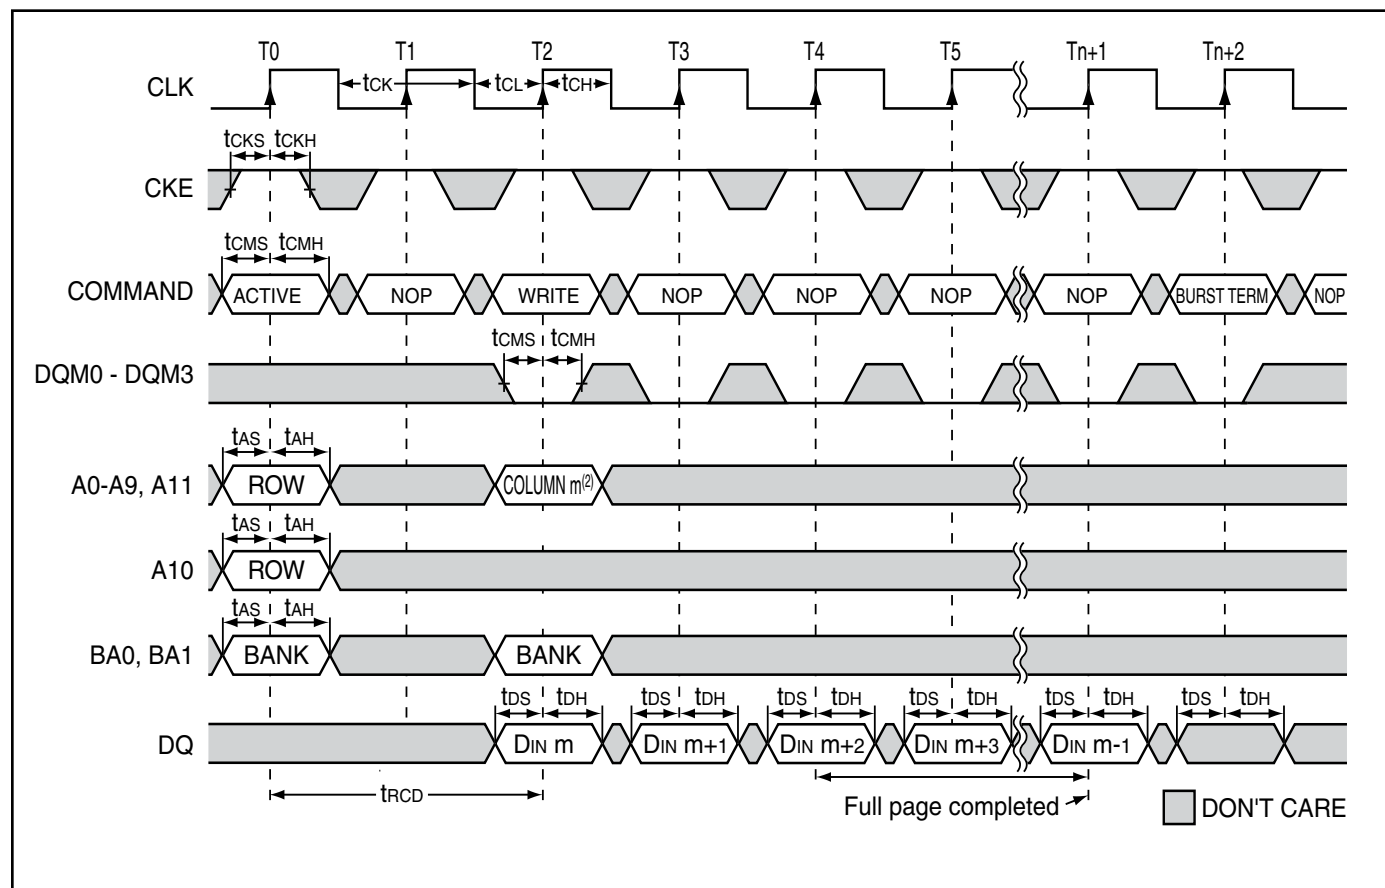 T0 T1 T2 T3 T4 T5 Tn+1 Tn+2
CLK tCK tCL tCH
tCKS tCKH
CKE
tCMS tCMH
COMMAND ACTIVE NOP WRITE NOP NOP NOP NOP BURST TERM NOP
tCMS tCMH
DQM0 - DQM3
tAS tAH
A0-A9, A11 ROW COLUMN m(2)
tAS tAH
A10 ROW
tAS tAH
BA0, BA1 BANK BANK
tDS tDH tDS tDH tDS tDH tDS tDH tDS tDH tDS tDH
DQ DIN m DIN m+1 DIN m+2 DIN m+3 DIN m-1
tRCD
Full page completed
DON'T CARE